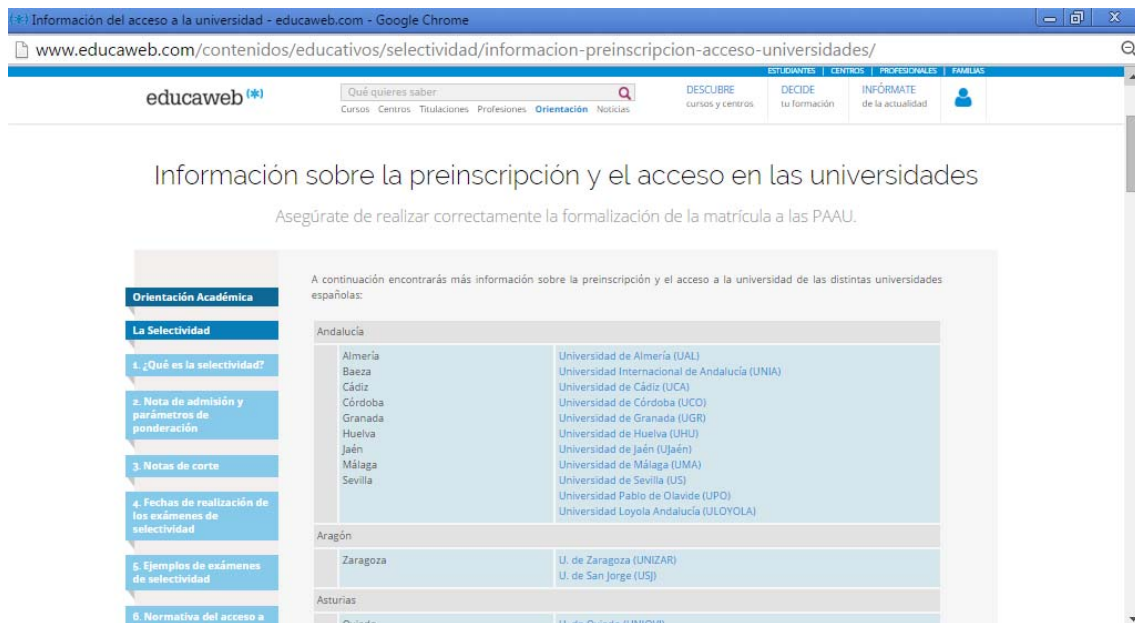 (*) Información del acceso a la universidad - educaweb.com - Google Chrome
www.educaweb.com/contenidos/educativos/selectividad/informacion-preinscripcion-acceso-universidades/
ESTUDIANTES | CENTROS | PROFESIONALES | FAMILIAS
educaweb(*)
Qué quieres saber
Cursos Centros Titulaciones Profesiones Orientación Noticias
DESCUBRE
cursos y centros
DECIDE
tu formación
INFÓRMATE
de la actualidad
Información sobre la preinscripción y el acceso en las universidades
Asegúrate de realizar correctamente la formalización de la matrícula a las PAAU.
Orientación Académica
La Selectividad
1. ¿Qué es la selectividad?
2. Nota de admisión y
parámetros de
ponderación
3. Notas de corte
4. Fechas de realización de
los exámenes de
selectividad
5. Ejemplos de exámenes
de selectividad
6. Normativa del acceso a
A continuación encontrarás más información sobre la preinscripción y el acceso a la universidad de las distintas universidades
españolas:
Andalucía
Almería Universidad de Almería (UAL)
Baeza Universidad Internacional de Andalucía (UNIA)
Cádiz Universidad de Cádiz (UCA)
Córdoba Universidad de Córdoba (UCO)
Granada Universidad de Granada (UGR)
Huelva Universidad de Huelva (UHU)
Jaén Universidad de Jaén (UJaén)
Málaga Universidad de Málaga (UMA)
Sevilla Universidad de Sevilla (US)
Universidad Pablo de Olavide (UPO)
Universidad Loyola Andalucía (ULOYOLA)
Aragón
Zaragoza U. de Zaragoza (UNIZAR)
U. de San Jorge (USJ)
Asturias